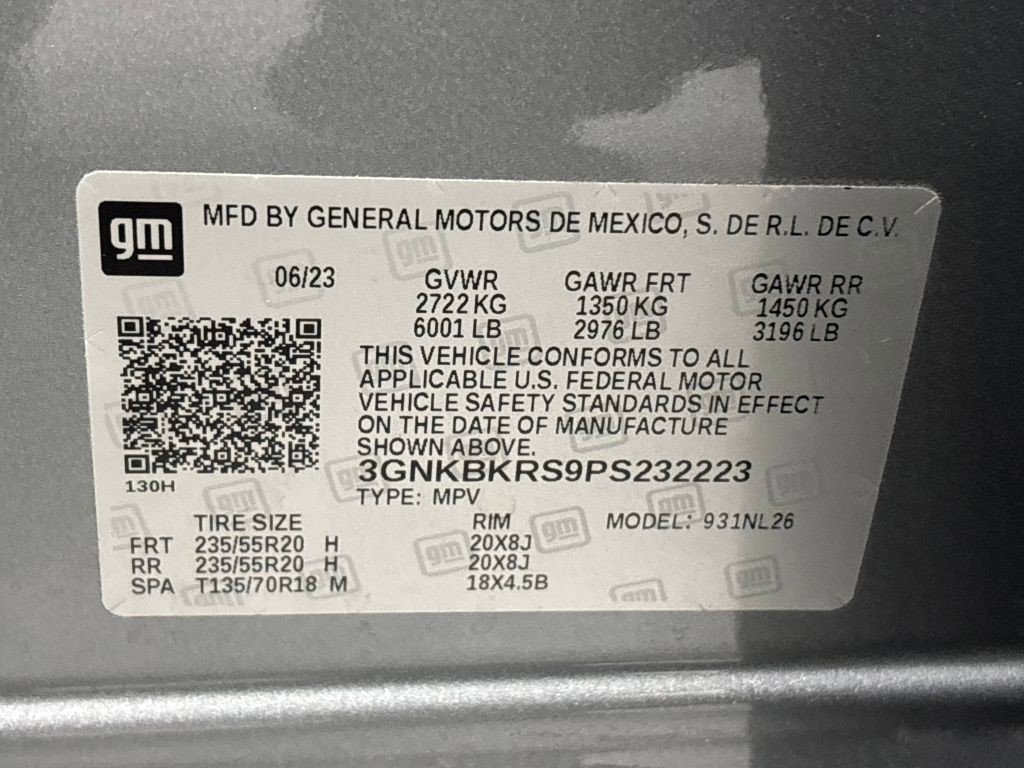 gm MFD BY GENERAL MOTORS DE MEXICO, S. DE R.L. DE C.V.
06/23 GVWR GAWR FRT GAWR RR
2722 KG 1350 KG 1450 KG
6001 LB 2976 LB 3196 LB
THIS VEHICLE CONFORMS TO ALL
APPLICABLE U.S. FEDERAL MOTOR
VEHICLE SAFETY STANDARDS IN EFFECT
ON THE DATE OF MANUFACTURE
SHOWN ABOVE.
3GNKBKRS9PS232223
130H
TYPE: MPV
TIRE SIZE RIM MODEL: 931NL26
FRT 235/55R20 H 20X8J
RR 235/55R20 H 20X8J
SPA T135/70R18 M 18X4.5B